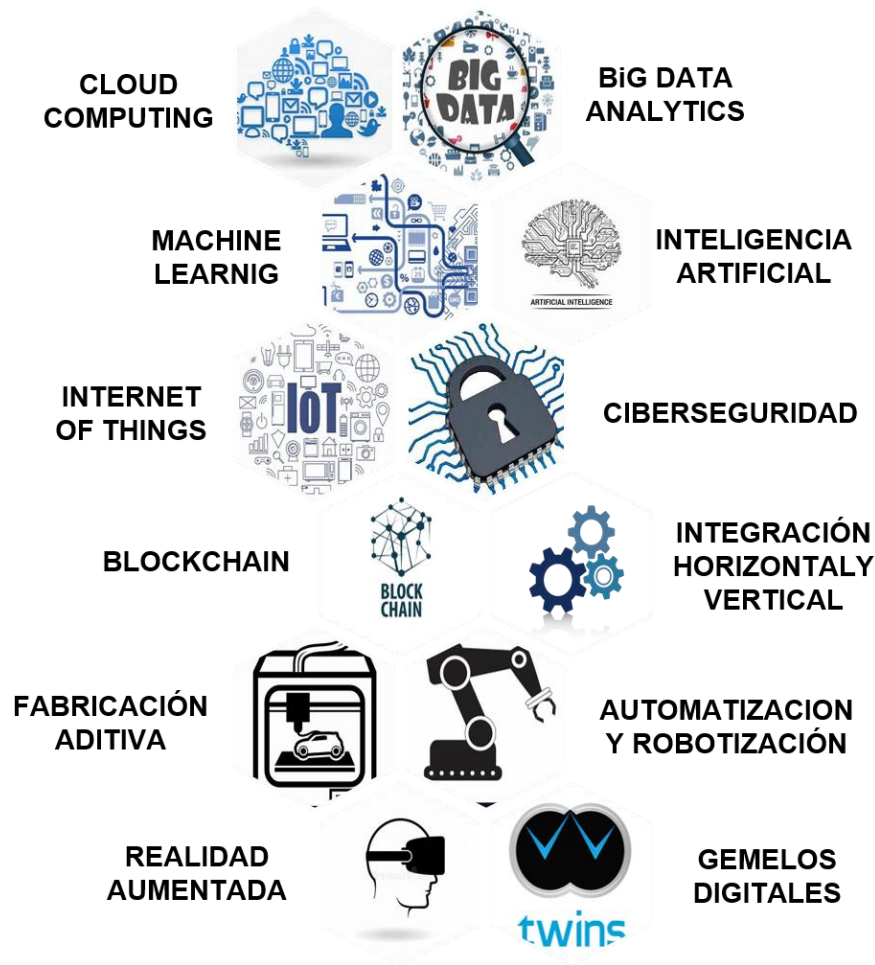 CLOUD
COMPUTING
BIG
DATA
BiG DATA
ANALYTICS
MACHINE
LEARNIG
ARTIFICIAL INTELLIGENCE
INTELIGENCIA
ARTIFICIAL
INTERNET
OF THINGS
IoT
CIBERSEGURIDAD
BLOCKCHAIN
BLOCK
CHAIN
INTEGRACIÓN
HORIZONTALY
VERTICAL
FABRICACIÓN
ADITIVA
AUTOMATIZACION
Y ROBOTIZACIÓN
REALIDAD
AUMENTADA
twins
GEMELOS
DIGITALES